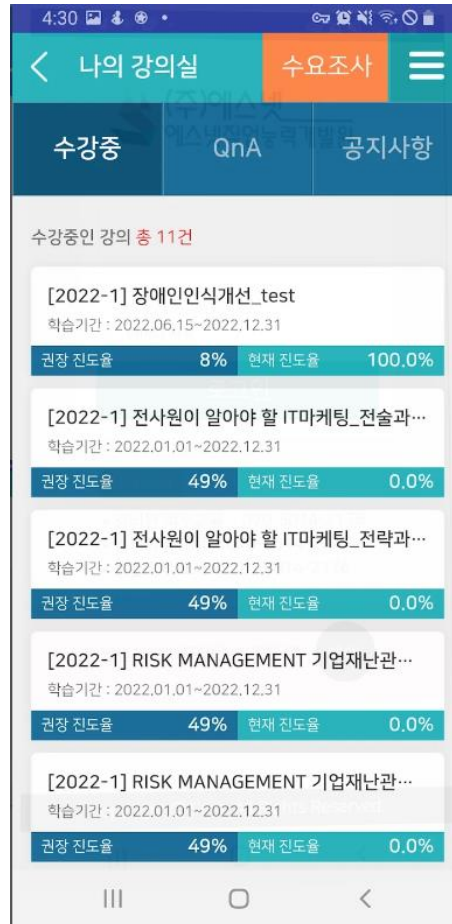 4:30
나의 강의실
수요조사
(주)에스넷
수강중
QnA
공지사항
수강중인 강의 총 11건
[2022-1] 장애인인식개선_test
학습기간 : 2022.06.15~2022.12.31
권장 진도율 8% 현재 진도율 100.0%
[2022-1] 전사원이 알아야 할 IT마케팅_전술과…
학습기간 : 2022.01.01~2022.12.31
권장 진도율 49% 현재 진도율 0.0%
[2022-1] 전사원이 알아야 할 IT마케팅_전략과…
학습기간 : 2022.01.01~2022.12.31
권장 진도율 49% 현재 진도율 0.0%
[2022-1] RISK MANAGEMENT 기업재난관…
학습기간 : 2022.01.01~2022.12.31
권장 진도율 49% 현재 진도율 0.0%
[2022-1] RISK MANAGEMENT 기업재난관…
학습기간 : 2022.01.01~2022.12.31
권장 진도율 49% 현재 진도율 0.0%